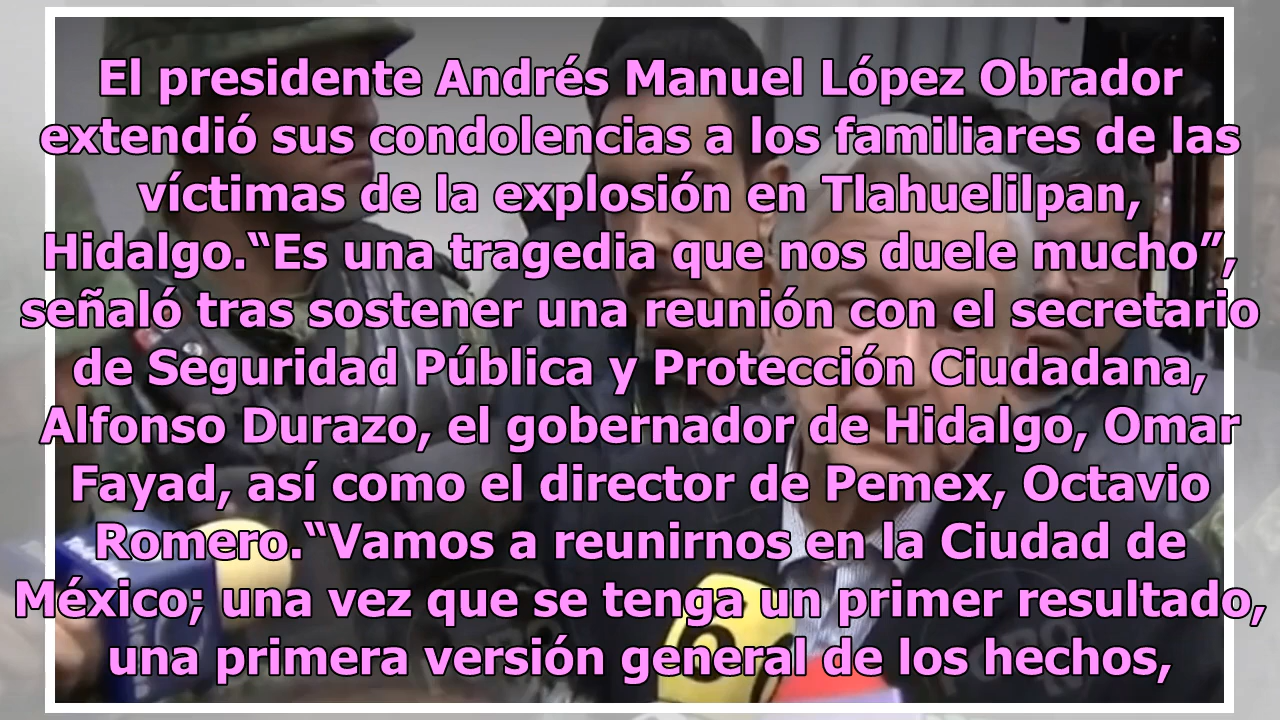 El presidente Andrés Manuel López Obrador
extendió sus condolencias a los familiares de las
víctimas de la explosión en Tlahuelilpan,
Hidalgo.“Es una tragedia que nos duele mucho”,
señaló tras sostener una reunión con el secretario
de Seguridad Pública y Protección Ciudadana,
Alfonso Durazo, el gobernador de Hidalgo, Omar
Fayad, así como el director de Pemex, Octavio
Romero.“Vamos a reunirnos en la Ciudad de
México; una vez que se tenga un primer resultado,
una primera versión general de los hechos,